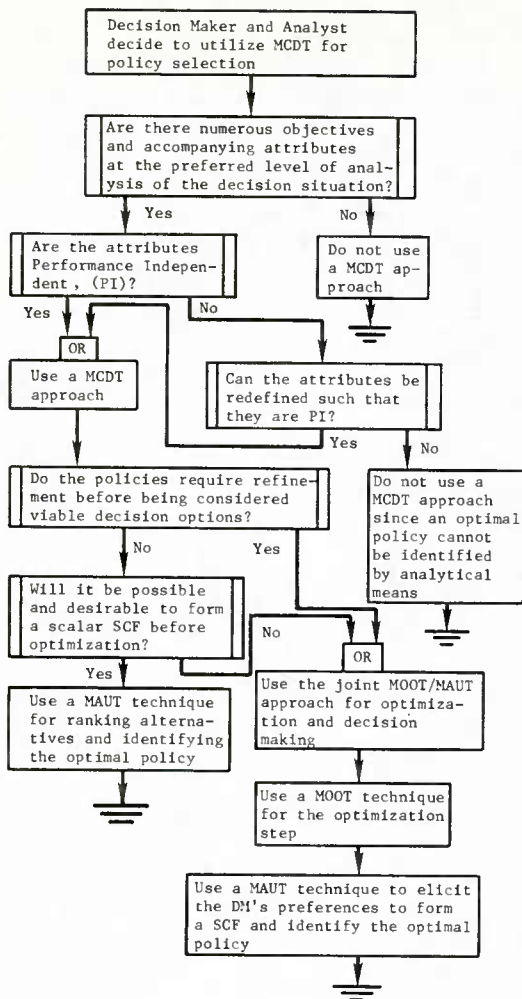 Decision Maker and Analyst
decide to utilize MCDT for
policy selection
Are there numerous objectives
and accompanying attributes
at the preferred level of anal-
ysis of the decision situation?
Yes
No
Are the attributes
Performance Indepen-
dent, (PI)?
Do not use
a MCDT ap-
proach
Yes
No
OR
Use a MCDT
approach
Can the attributes be
redefined such that
they are PI?
Yes
No
Do the policies require refine-
ment before being considered
viable decision options?
Do not use a
MCDT approach
since an optimal
policy cannot
be identified
by analytical
means
No
Yes
Will it be possible
and desirable to form
a scalar SCF before
optimization?
No
Yes
OR
Use a MAUT technique
for ranking alterna-
tives and identifying
the optimal policy
Use the joint MOOT/MAUT
approach for optimiza-
tion and decision
making
Use a MOOT technique
for the optimization
step
Use a MAUT technique to elicit
the DM's preferences to form
a SCF and identify the optimal
policy